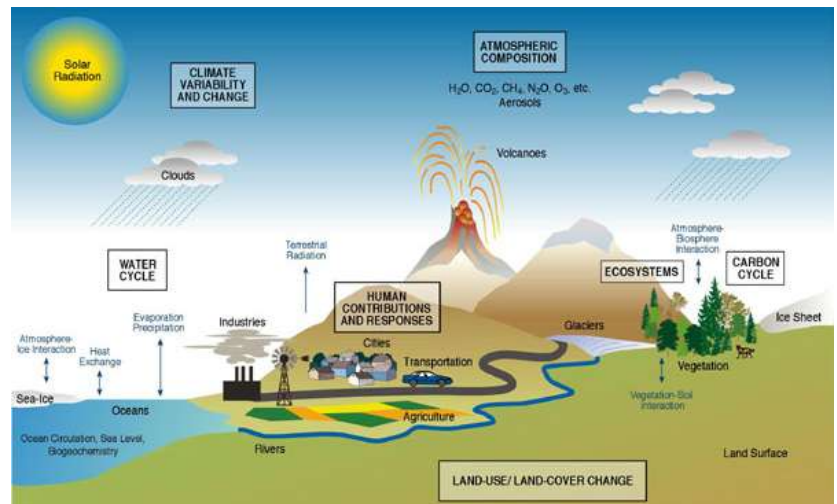 Solar
Radiation
CLIMATE
VARIABILITY
AND CHANGE
ATMOSPHERIC
COMPOSITION
H₂O, CO₂, CH₄, N₂O, O₃, etc.
Aerosols
Volcanoes
Clouds
WATER
CYCLE
Terrestrial
Radiation
Atmosphere-
Biosphere
Interaction
ECOSYSTEMS
CARBON
CYCLE
HUMAN
CONTRIBUTIONS
AND RESPONSES
Evaporation
Precipitation
Industries
Glaciers
Ice Sheet
Atmosphere-
Ice Interaction
Heat
Exchange
Cities
Transportation
Vegetation
Sea-Ice
Oceans
Agriculture
Vegetation-Soil
Interaction
Ocean Circulation, Sea Level,
Biogeochemistry
Rivers
Land Surface
LAND-USE/ LAND-COVER CHANGE